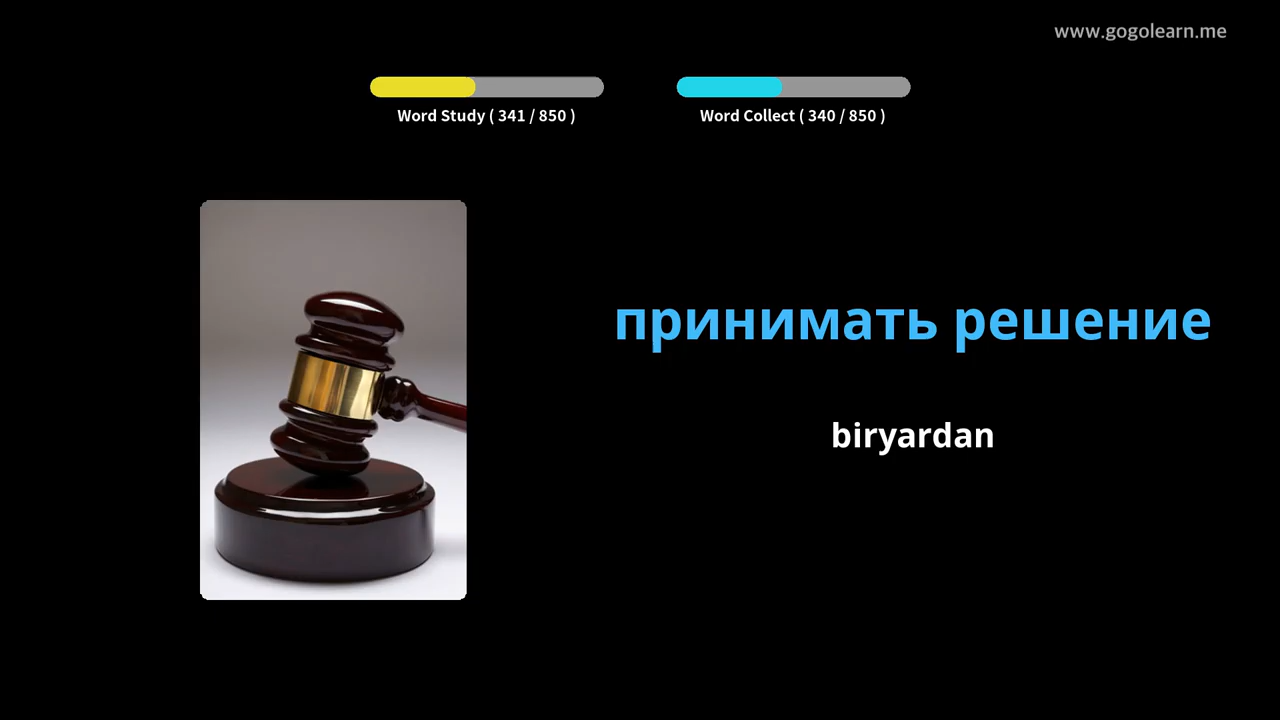 www.gogolearn.me
Word Study ( 341 / 850 )
Word Collect ( 340 / 850 )
принимать решение
biryardan